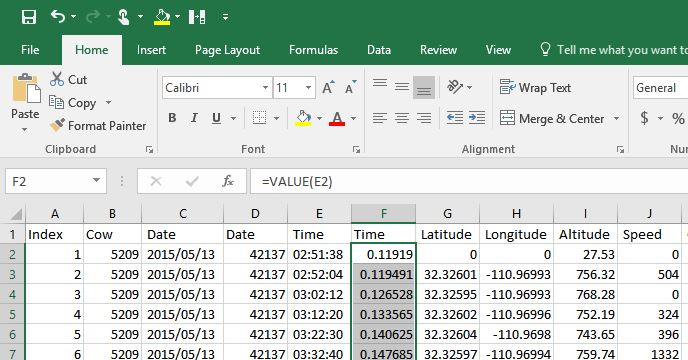 File Home Insert Page Layout Formulas Data Review View Tell me what you want to
Cut
Copy
Format Painter
Paste
Calibri 11 A A
B I U A
Wrap Text
Merge & Center
General
$ %
Clipboard Font Alignment
F2 fx =VALUE(E2)
A B C D E F G H I J
1 Index Cow Date Date Time Time Latitude Longitude Altitude Speed
2 1 5209 2015/05/13 42137 02:51:38 0.11919 0 0 27.53 0
3 2 5209 2015/05/13 42137 02:52:04 0.119491 32.32601 -110.96993 756.32 504
4 3 5209 2015/05/13 42137 03:02:12 0.126528 32.32595 -110.96993 768.28 0
5 4 5209 2015/05/13 42137 03:12:20 0.133565 32.32602 -110.96996 752.19 324
6 5 5209 2015/05/13 42137 03:22:30 0.140625 32.32604 -110.9698 743.65 396
7 6 5209 2015/05/13 42137 03:32:40 0.147685 32.32597 -110.96994 759.74 1332